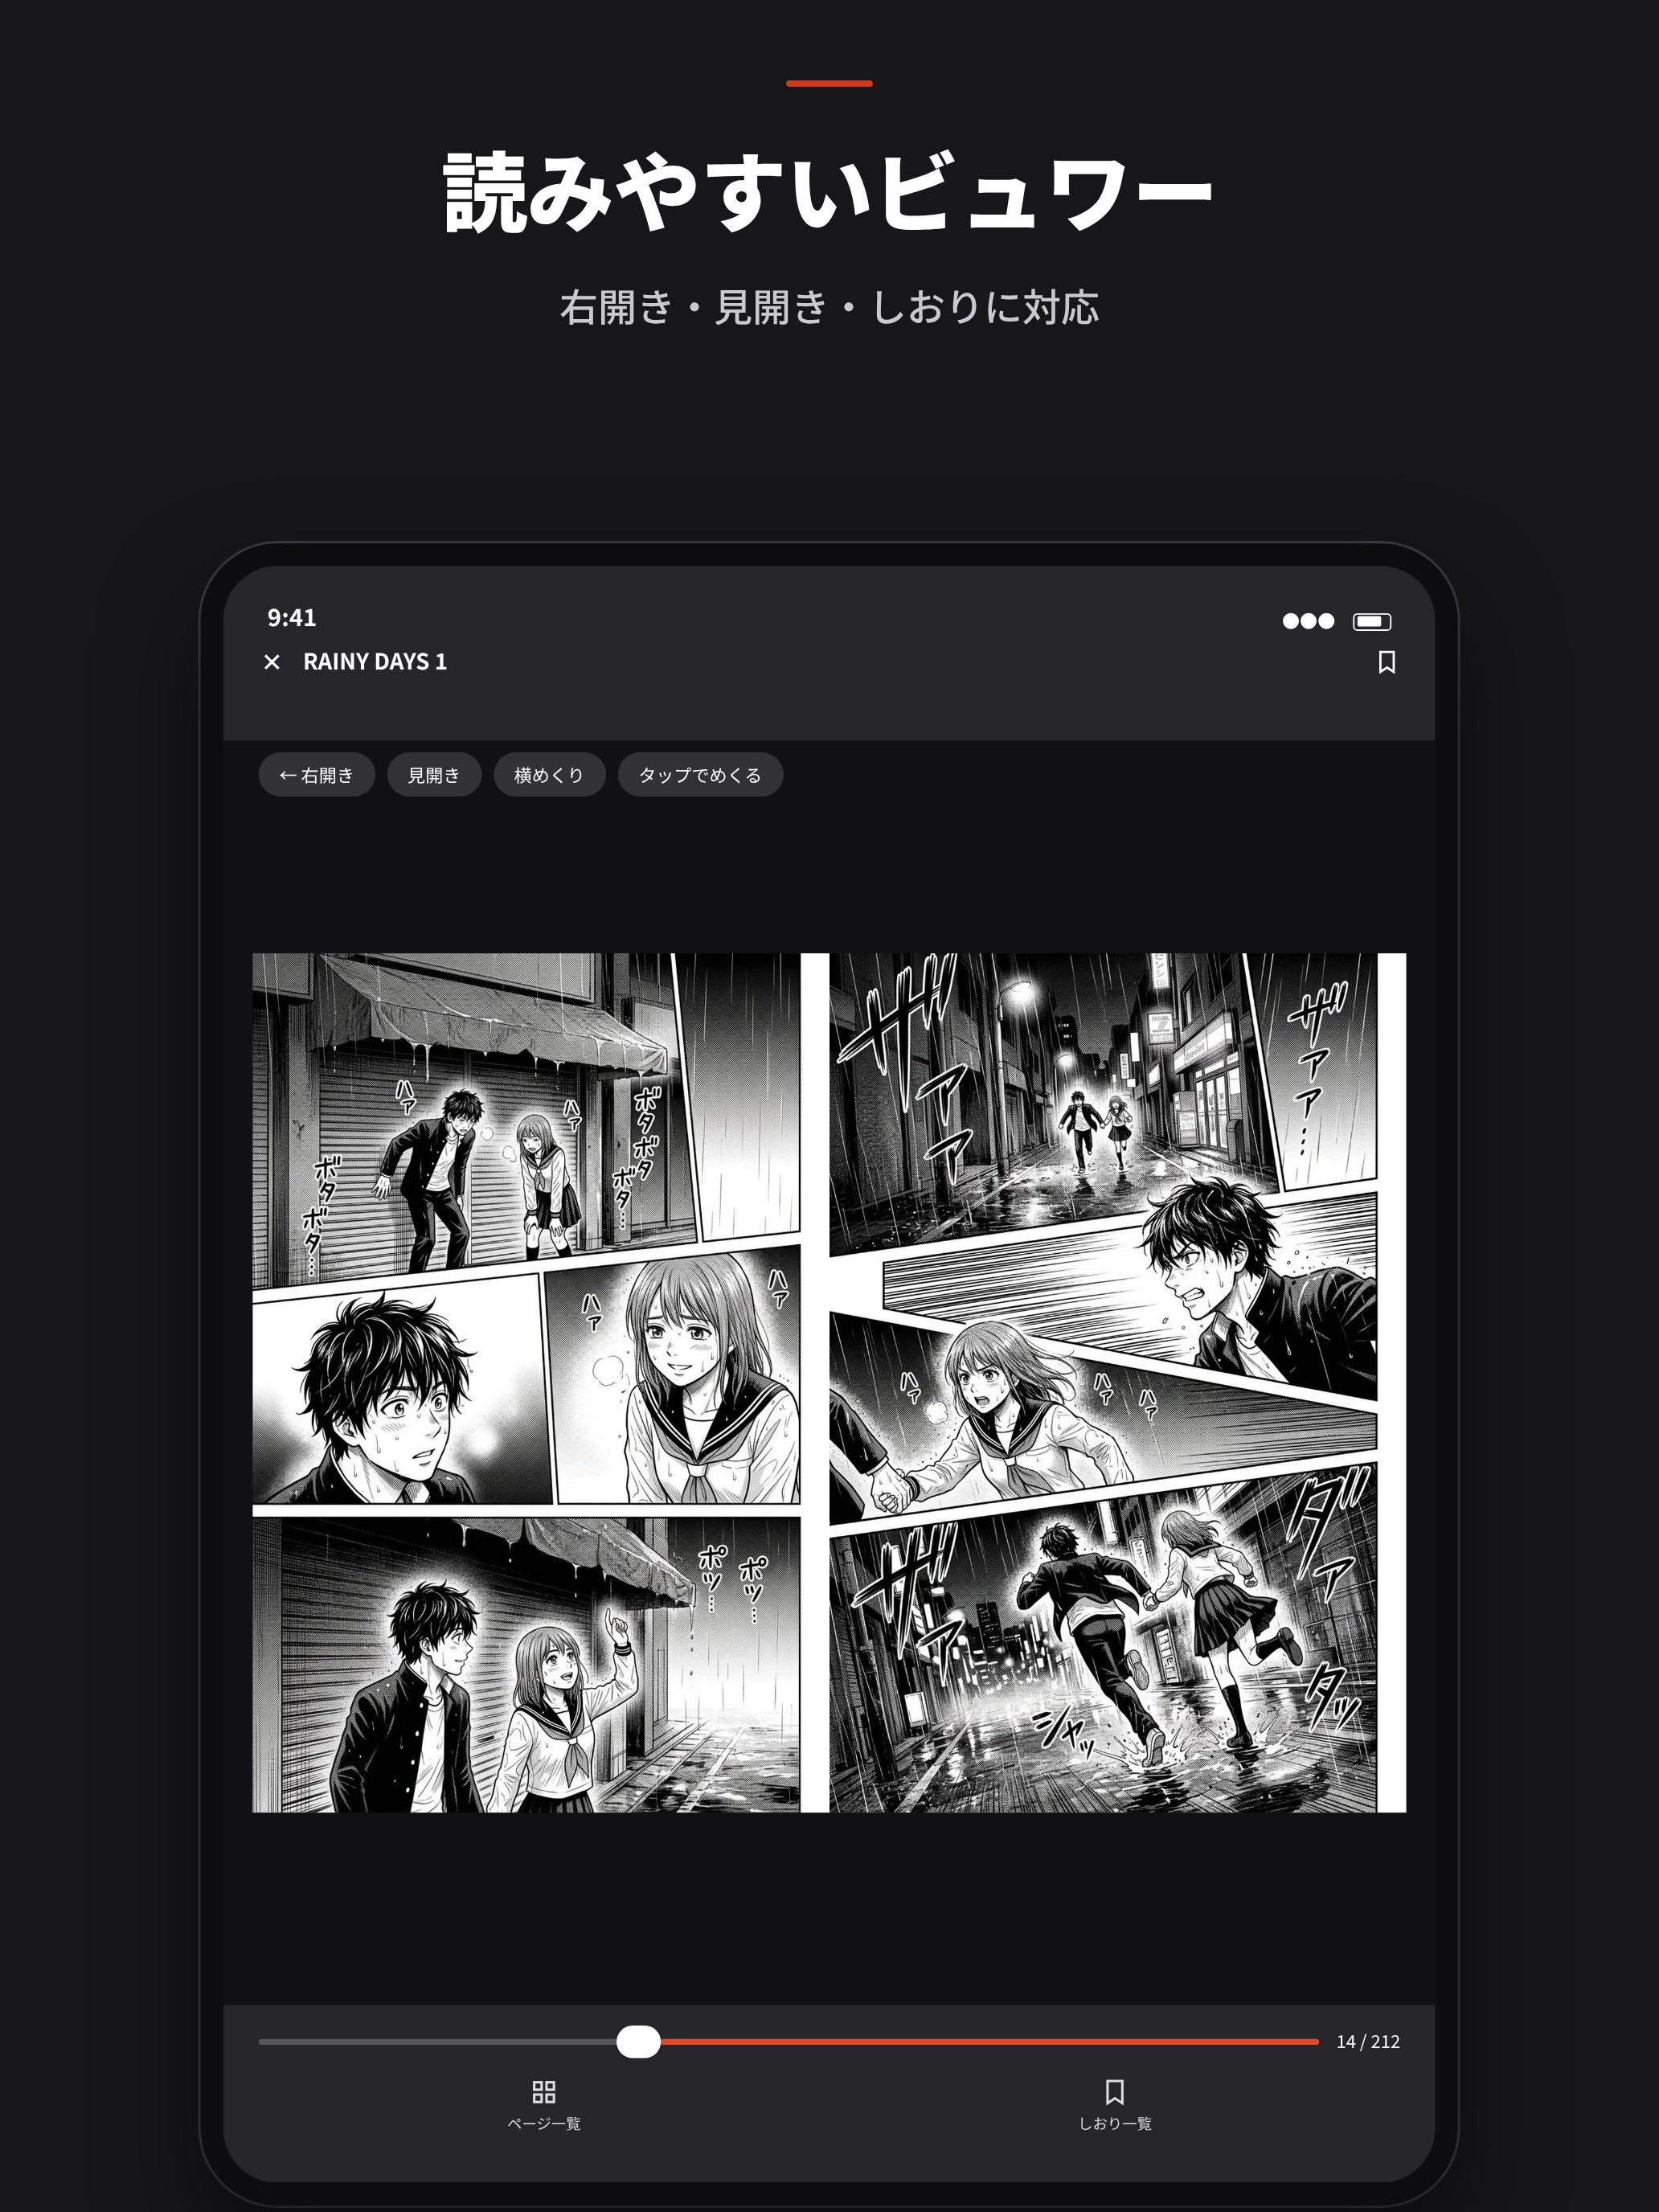 読みやすいビュワー
右開き・見開き・しおりに対応
9:41
× RAINY DAYS 1
← 右開き 見開き 横めくり タップでめくる
ザァァ
ザァァ…
ハァ
ハァ
ハァ
ザァ
ダァ
シャッ
タッ
ハァ
ハァ
ボタボタ
ボタ…
ボタ
ボタ…
ハァ
ハァ
ポッ…
ポッ…
14 / 212
ページ一覧
しおり一覧